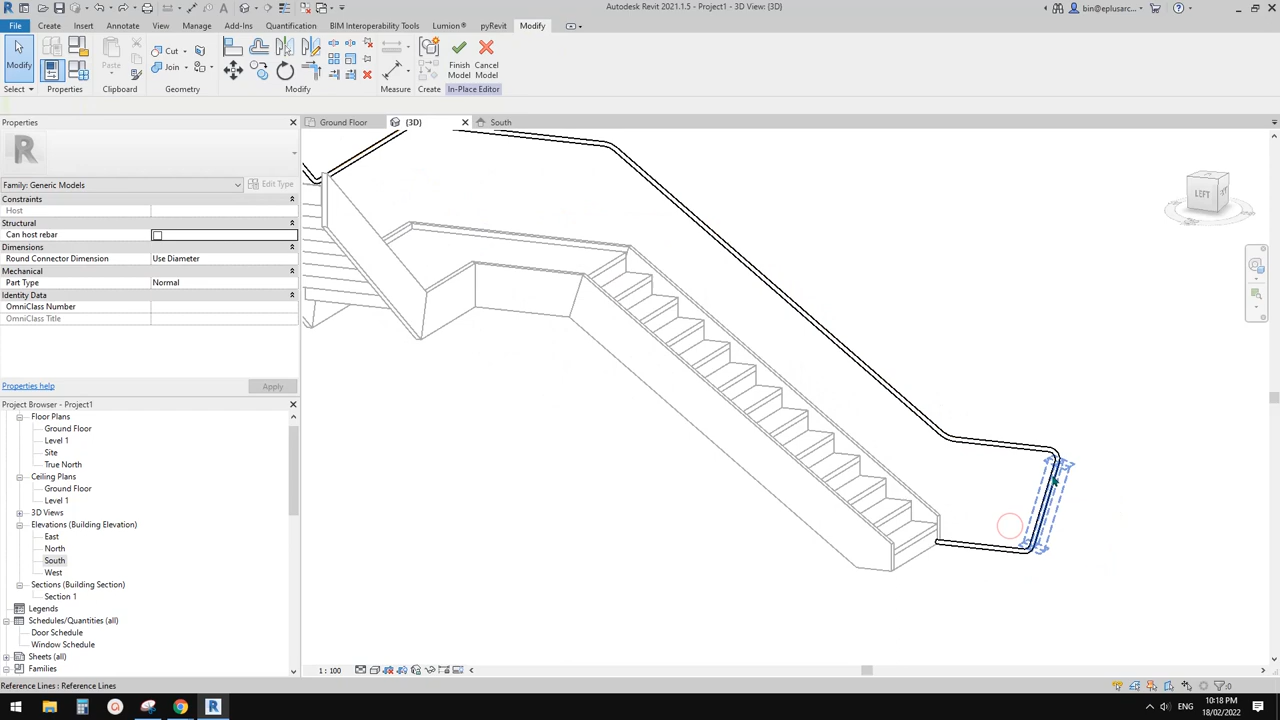 Autodesk Revit 2021.1.5 - Project1 - 3D View: {3D}
bin@eplusarc...
File Create Annotate View Manage Add-Ins Quantification BIM Interoperability Tools Lumion® pyRevit Modify
Modify Paste Cut Join Finish Model Cancel Model
Select Properties Clipboard Geometry Modify Measure Create In-Place Editor
Properties
Ground Floor {3D} South
R
Family: Generic Models Edit Type
Constraints
Host
Structural
Can host rebar
Dimensions
Round Connector Dimension Use Diameter
Mechanical
Part Type Normal
Identity Data
OmniClass Number
OmniClass Title
Properties help Apply
Project Browser - Project1
Floor Plans
Ground Floor
Level 1
Site
True North
Ceiling Plans
Ground Floor
Level 1
3D Views
Elevations (Building Elevation)
East
North
South
West
Sections (Building Section)
Section 1
Legends
Schedules/Quantities (all)
Door Schedule
Window Schedule
Sheets (all)
Families
LEFT
1 : 100
Reference Lines : Reference Lines :0
ENG
10:18 PM
18/02/2022